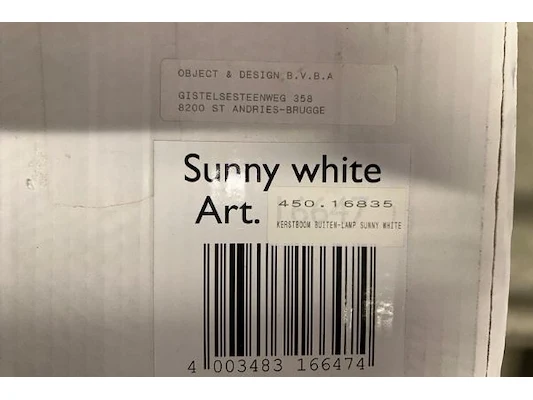 OBJECT & DESIGN B.V.B.A
GISTELSESTEENWEG 358
8200 ST ANDRIES-BRUGGE
Sunny white
Art.
450.16835
KERSTBOOM BUITEN-LAMP SUNNY WHITE
4 003483 166474